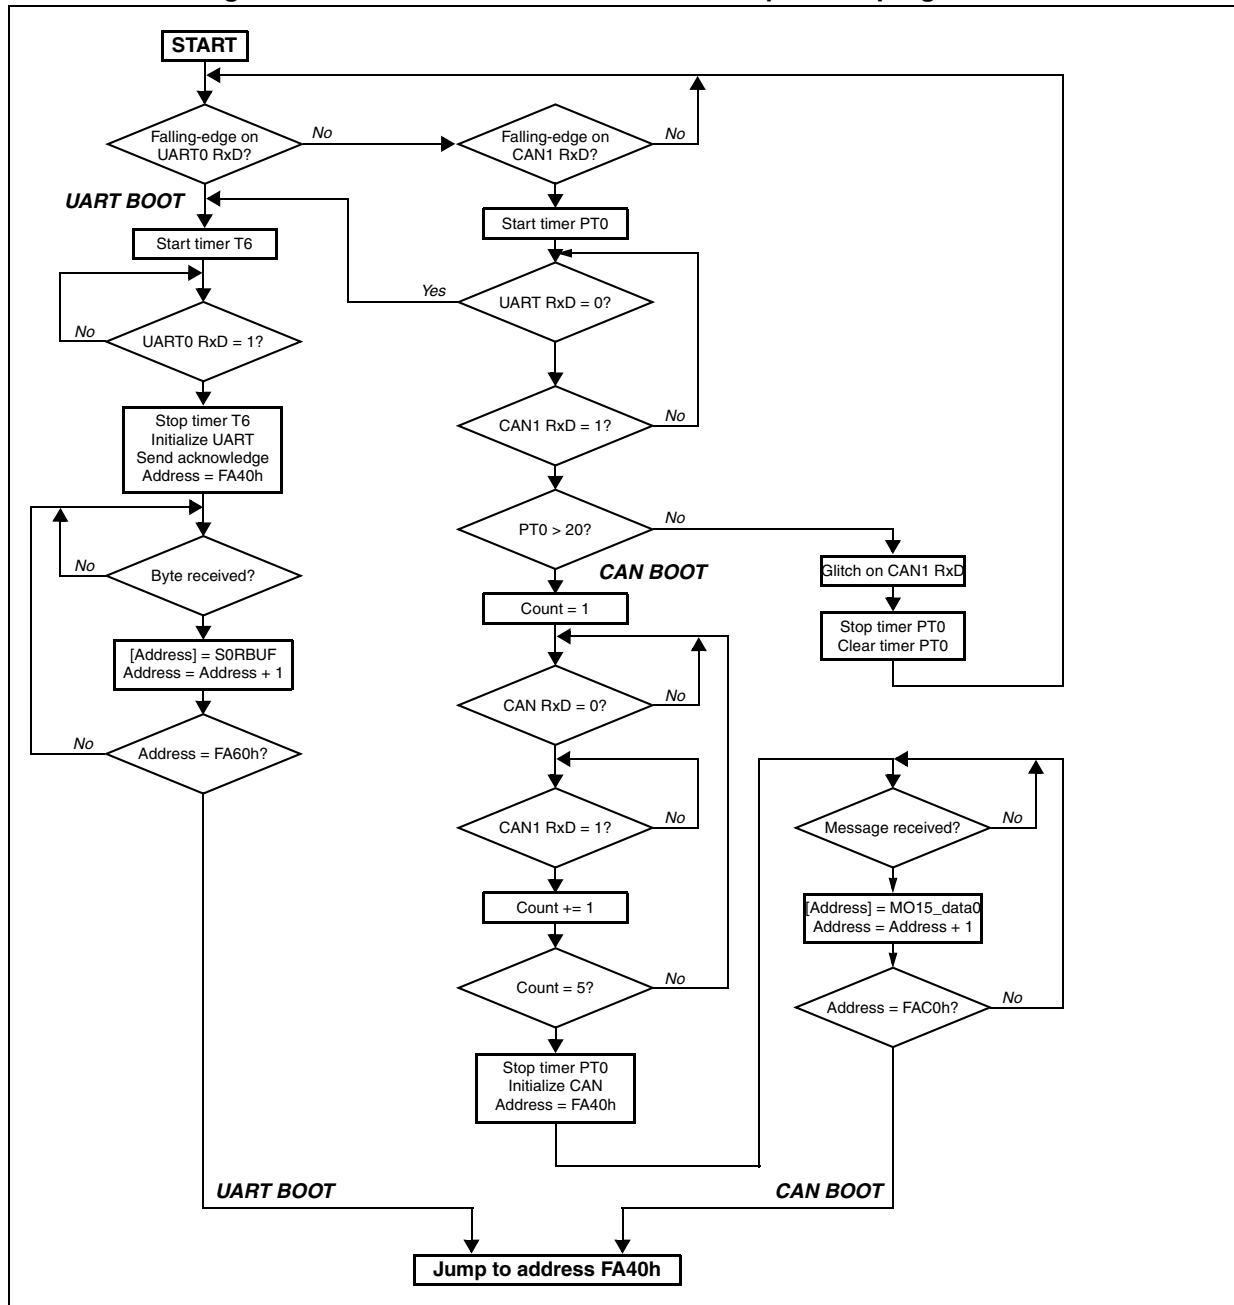 START
Falling-edge on
UART0 RxD?
No
Falling-edge on
CAN1 RxD?
No
UART BOOT
Start timer T6
Start timer PT0
UART0 RxD = 1?
No
UART RxD = 0?
Yes
Stop timer T6
Initialize UART
Send acknowledge
Address = FA40h
CAN1 RxD = 1?
No
Byte received?
No
PT0 > 20?
No
CAN BOOT
Glitch on CAN1 RxD
Count = 1
Stop timer PT0
Clear timer PT0
[Address] = S0RBUF
Address = Address + 1
CAN RxD = 0?
No
Address = FA60h?
No
CAN1 RxD = 1?
No
Message received?
No
Count += 1
[Address] = MO15_data0
Address = Address + 1
Count = 5?
No
Address = FAC0h?
No
Stop timer PT0
Initialize CAN
Address = FA40h
UART BOOT
CAN BOOT
Jump to address FA40h